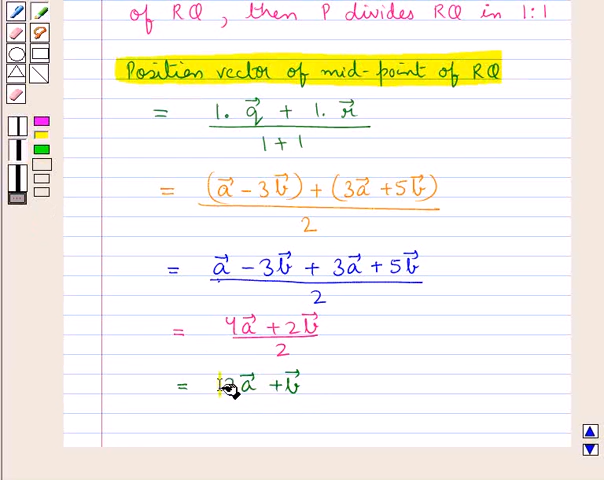 of RQ, then P divides RQ in 1:1
Position vector of mid-point of RQ
= 1. q⃗ + 1. r⃗ / 1 + 1
= (a⃗ - 3b⃗) + (3a⃗ + 5b⃗) / 2
= a⃗ - 3b⃗ + 3a⃗ + 5b⃗ / 2
= 4a⃗ + 2b⃗ / 2
= 2a⃗ + b⃗